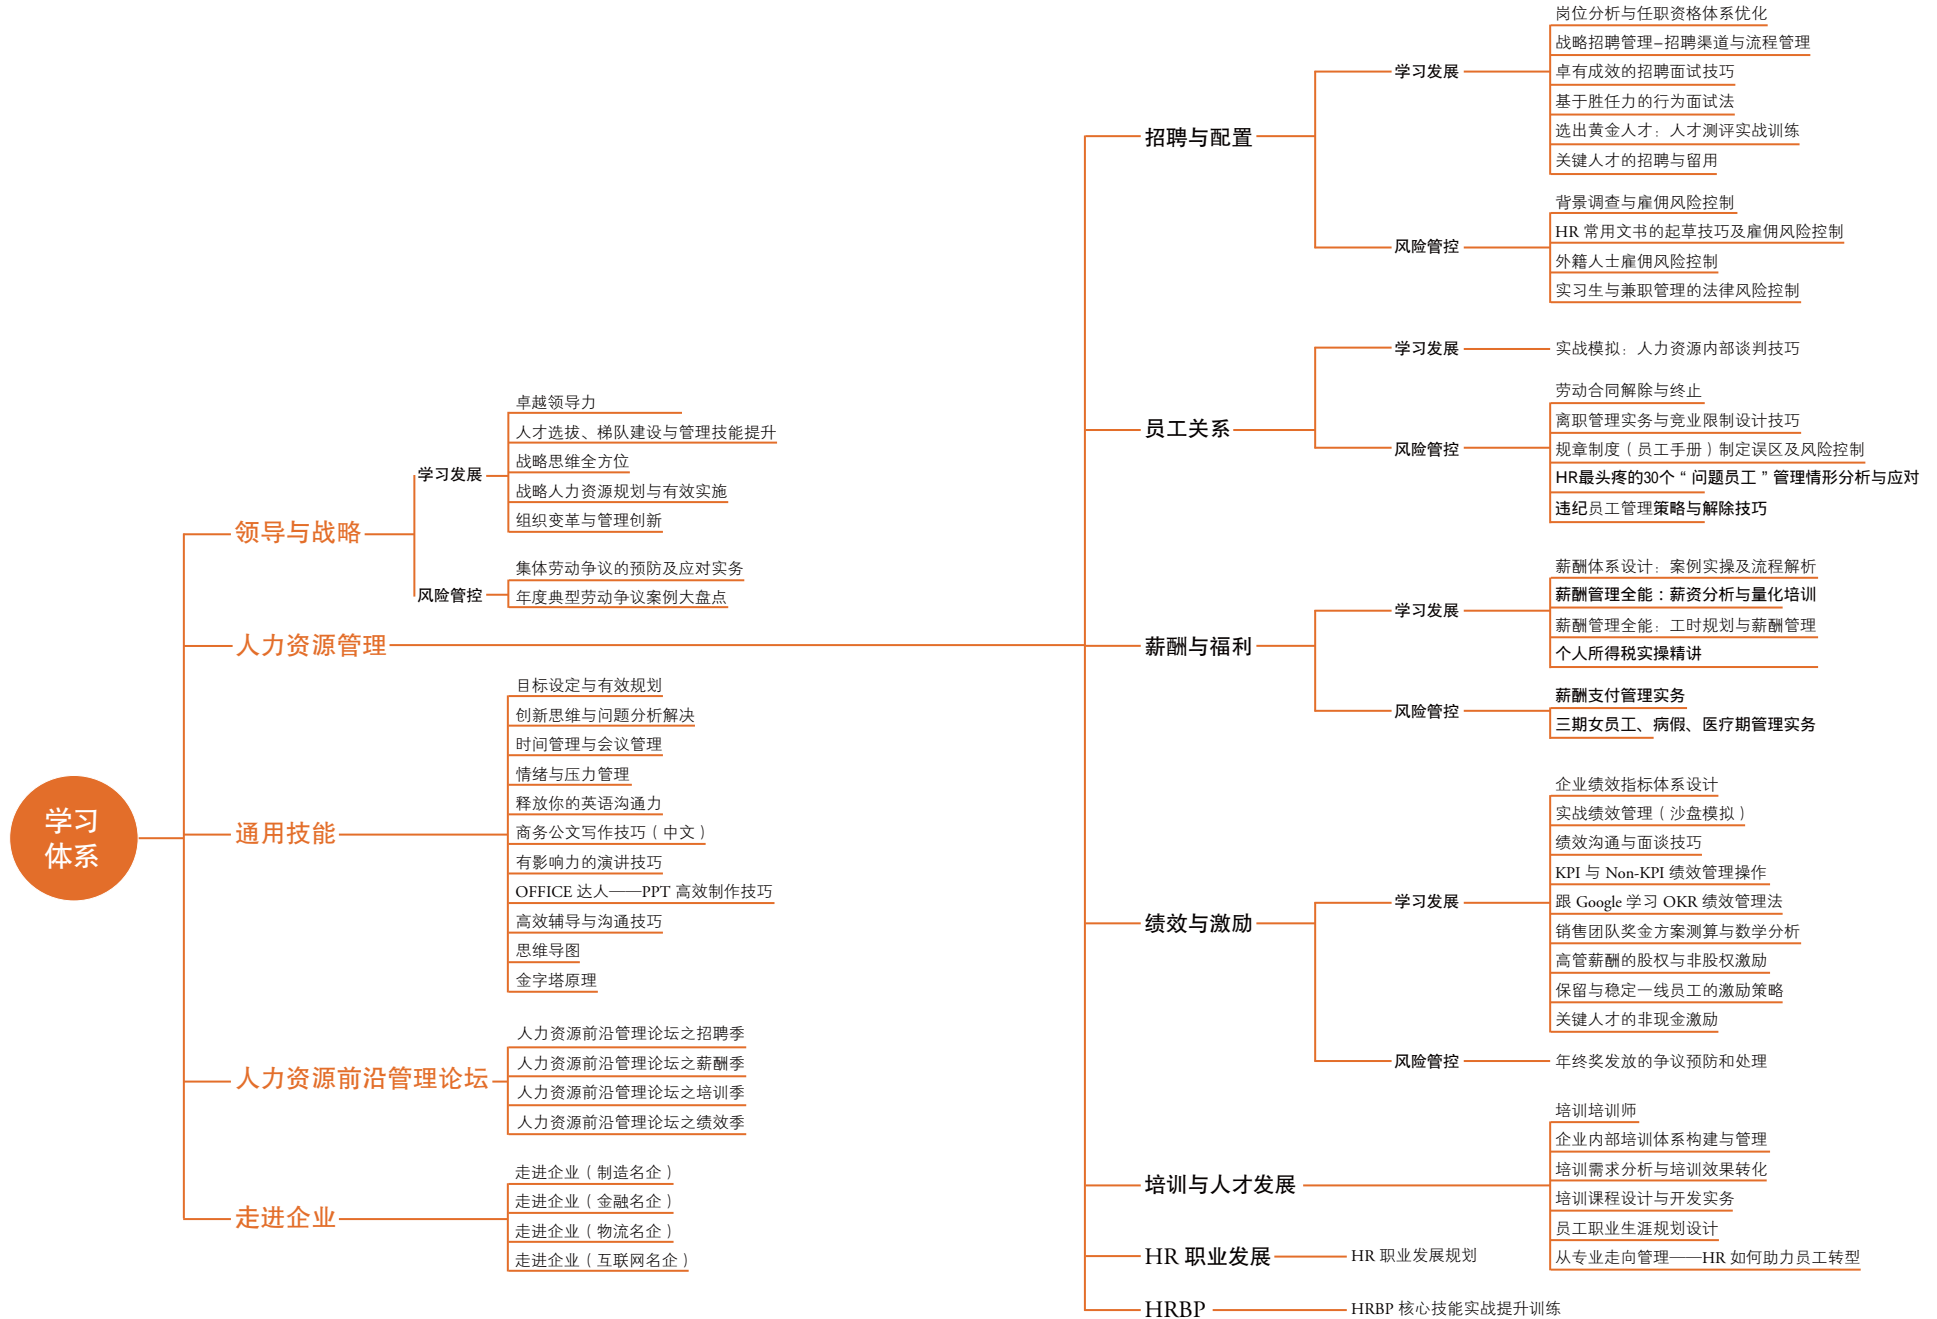 学习
体系
领导与战略
学习发展
卓越领导力
人才选拔、梯队建设与管理技能提升
战略思维全方位
战略人力资源规划与有效实施
组织变革与管理创新
风险管控
集体劳动争议的预防及应对实务
年度典型劳动争议案例大盘点
人力资源管理
通用技能
目标设定与有效规划
创新思维与问题分析解决
时间管理与会议管理
情绪与压力管理
释放你的英语沟通力
商务公文写作技巧（中文）
有影响力的演讲技巧
OFFICE 达人——PPT 高效制作技巧
高效辅导与沟通技巧
思维导图
金字塔原理
人力资源前沿管理论坛
人力资源前沿管理论坛之招聘季
人力资源前沿管理论坛之薪酬季
人力资源前沿管理论坛之培训季
人力资源前沿管理论坛之绩效季
走进企业
走进企业（制造名企）
走进企业（金融名企）
走进企业（物流名企）
走进企业（互联网名企）
招聘与配置
学习发展
岗位分析与任职资格体系优化
战略招聘管理–招聘渠道与流程管理
卓有成效的招聘面试技巧
基于胜任力的行为面试法
选出黄金人才：人才测评实战训练
关键人才的招聘与留用
风险管控
背景调查与雇佣风险控制
HR 常用文书的起草技巧及雇佣风险控制
外籍人士雇佣风险控制
实习生与兼职管理的法律风险控制
员工关系
学习发展
实战模拟：人力资源内部谈判技巧
风险管控
劳动合同解除与终止
离职管理实务与竞业限制设计技巧
规章制度（员工手册）制定误区及风险控制
HR最头疼的30个“问题员工”管理情形分析与应对
违纪员工管理策略与解除技巧
薪酬与福利
学习发展
薪酬体系设计：案例实操及流程解析
薪酬管理全能：薪资分析与量化培训
薪酬管理全能：工时规划与薪酬管理
个人所得税实操精讲
风险管控
薪酬支付管理实务
三期女员工、病假、医疗期管理实务
绩效与激励
学习发展
企业绩效指标体系设计
实战绩效管理（沙盘模拟）
绩效沟通与面谈技巧
KPI 与 Non-KPI 绩效管理操作
跟 Google 学习 OKR 绩效管理法
销售团队奖金方案测算与数学分析
高管薪酬的股权与非股权激励
保留与稳定一线员工的激励策略
关键人才的非现金激励
风险管控
年终奖发放的争议预防和处理
培训与人才发展
培训培训师
企业内部培训体系构建与管理
培训需求分析与培训效果转化
培训课程设计与开发实务
员工职业生涯规划设计
从专业走向管理——HR 如何助力员工转型
HR 职业发展
HR 职业发展规划
HRBP
HRBP 核心技能实战提升训练